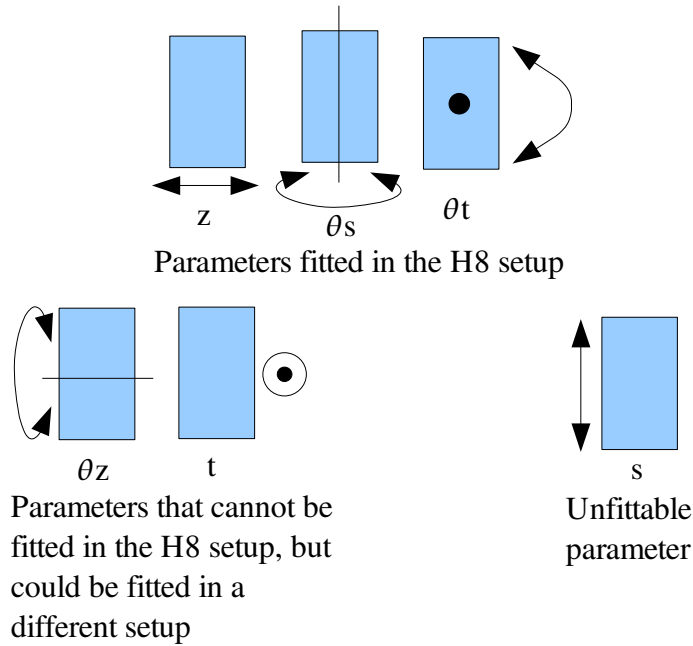 z
θs
θt
Parameters fitted in the H8 setup
θz
t
Parameters that cannot be
fitted in the H8 setup, but
could be fitted in a
different setup
s
Unfittable
parameter